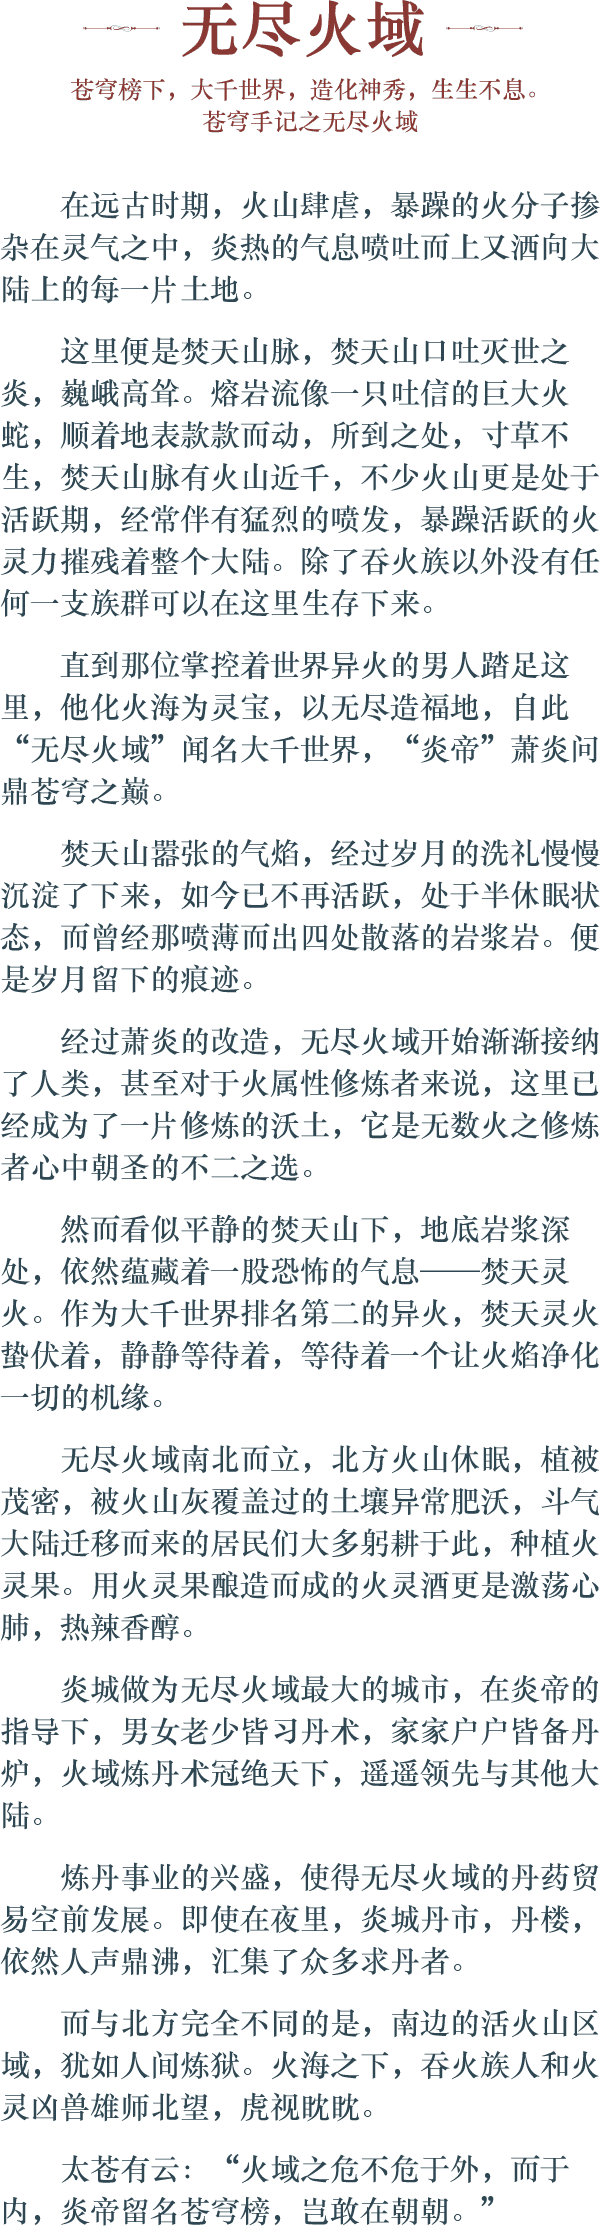 无尽火域
苍穹榜下，大千世界，造化神秀，生生不息。
苍穹手记之无尽火域
在远古时期，火山肆虐，暴躁的火分子掺
杂在灵气之中，炎热的气息喷吐而上又洒向大
陆上的每一片土地。
这里便是焚天山脉，焚天山口吐灭世之
炎，巍峨高耸。熔岩流像一只吐信的巨大火
蛇，顺着地表款款而动，所到之处，寸草不
生，焚天山脉有火山近千，不少火山更是处于
活跃期，经常伴有猛烈的喷发，暴躁活跃的火
灵力摧残着整个大陆。除了吞火族以外没有任
何一支族群可以在这里生存下来。
直到那位掌控着世界异火的男人踏足这
里，他化火海为灵宝，以无尽造福地，自此
“无尽火域”闻名大千世界，“炎帝”萧炎问
鼎苍穹之巅。
焚天山嚣张的气焰，经过岁月的洗礼慢慢
沉淀了下来，如今已不再活跃，处于半休眠状
态，而曾经那喷薄而出四处散落的岩浆岩。便
是岁月留下的痕迹。
经过萧炎的改造，无尽火域开始渐渐接纳
了人类，甚至对于火属性修炼者来说，这里已
经成为了一片修炼的沃土，它是无数火之修炼
者心中朝圣的不二之选。
然而看似平静的焚天山下，地底岩浆深
处，依然蕴藏着一股恐怖的气息——焚天灵
火。作为大千世界排名第二的异火，焚天灵火
蛰伏着，静静等待着，等待着一个让火焰净化
一切的机缘。
无尽火域南北而立，北方火山休眠，植被
茂密，被火山灰覆盖过的土壤异常肥沃，斗气
大陆迁移而来的居民们大多躬耕于此，种植火
灵果。用火灵果酿造而成的火灵酒更是激荡心
肺，热辣香醇。
炎城做为无尽火域最大的城市，在炎帝的
指导下，男女老少皆习丹术，家家户户皆备丹
炉，火域炼丹术冠绝天下，遥遥领先与其他大
陆。
炼丹事业的兴盛，使得无尽火域的丹药贸
易空前发展。即使在夜里，炎城丹市，丹楼，
依然人声鼎沸，汇集了众多求丹者。
而与北方完全不同的是，南边的活火山区
域，犹如人间炼狱。火海之下，吞火族人和火
灵凶兽雄师北望，虎视眈眈。
太苍有云：“火域之危不危于外，而于
内，炎帝留名苍穹榜，岂敢在朝朝。”